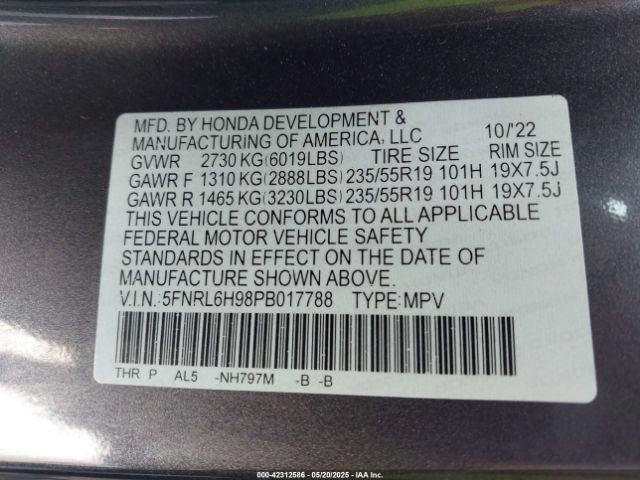 MFD. BY HONDA DEVELOPMENT &
MANUFACTURING OF AMERICA, LLC 10/'22
GVWR 2730 KG(6019LBS) TIRE SIZE RIM SIZE
GAWR F 1310 KG(2888LBS) 235/55R19 101H 19X7.5J
GAWR R 1465 KG(3230LBS) 235/55R19 101H 19X7.5J
THIS VEHICLE CONFORMS TO ALL APPLICABLE
FEDERAL MOTOR VEHICLE SAFETY
STANDARDS IN EFFECT ON THE DATE OF
MANUFACTURE SHOWN ABOVE.
V.I.N.:5FNRL6H98PB017788 TYPE:MPV
THR P AL5 -NH797M -B -B
000-42312586 - 05/20/2025 - IAAI, Inc.